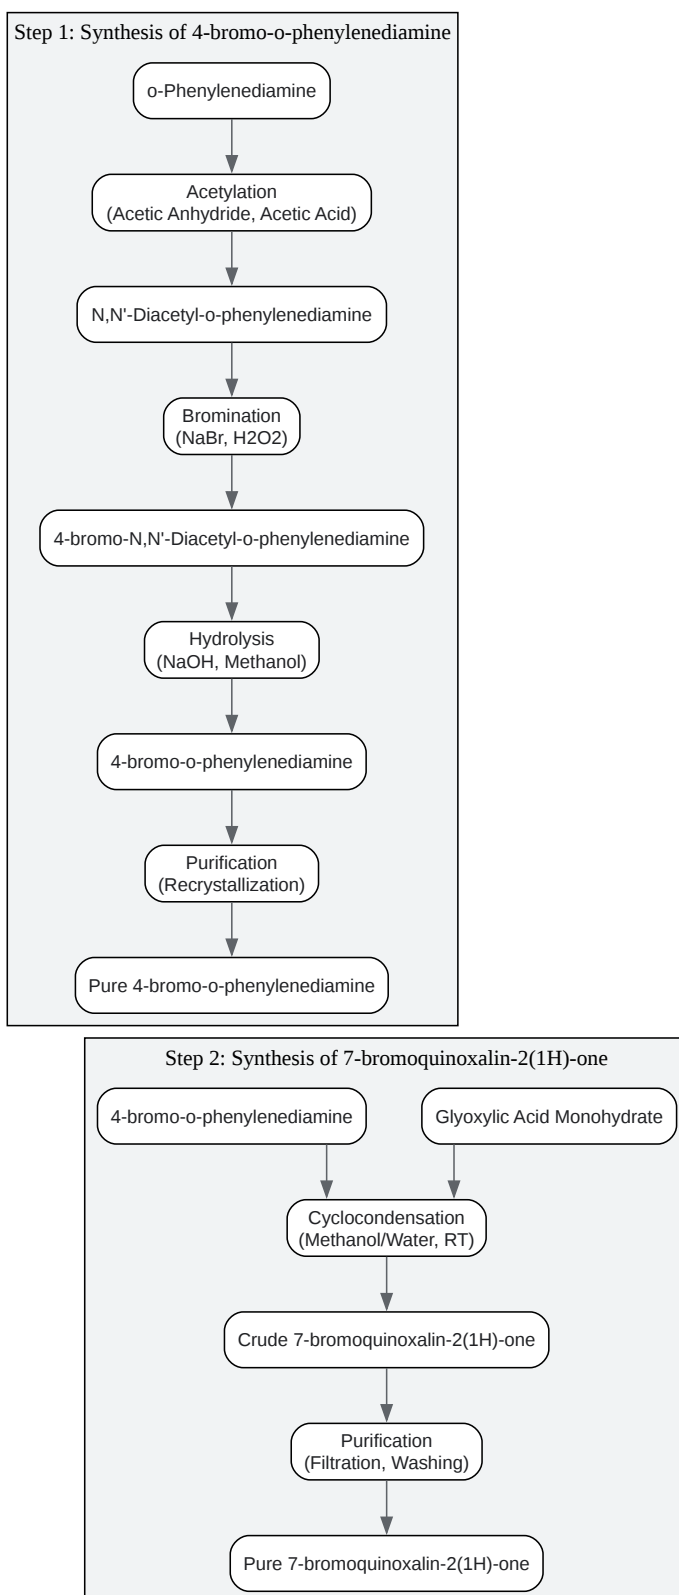 Step 1: Synthesis of 4-bromo-o-phenylenediamine
o-Phenylenediamine
Acetylation
(Acetic Anhydride, Acetic Acid)
N,N'-Diacetyl-o-phenylenediamine
Bromination
(NaBr, H2O2)
4-bromo-N,N'-Diacetyl-o-phenylenediamine
Hydrolysis
(NaOH, Methanol)
4-bromo-o-phenylenediamine
Purification
(Recrystallization)
Pure 4-bromo-o-phenylenediamine
Step 2: Synthesis of 7-bromoquinoxalin-2(1H)-one
4-bromo-o-phenylenediamine
Glyoxylic Acid Monohydrate
Cyclocondensation
(Methanol/Water, RT)
Crude 7-bromoquinoxalin-2(1H)-one
Purification
(Filtration, Washing)
Pure 7-bromoquinoxalin-2(1H)-one